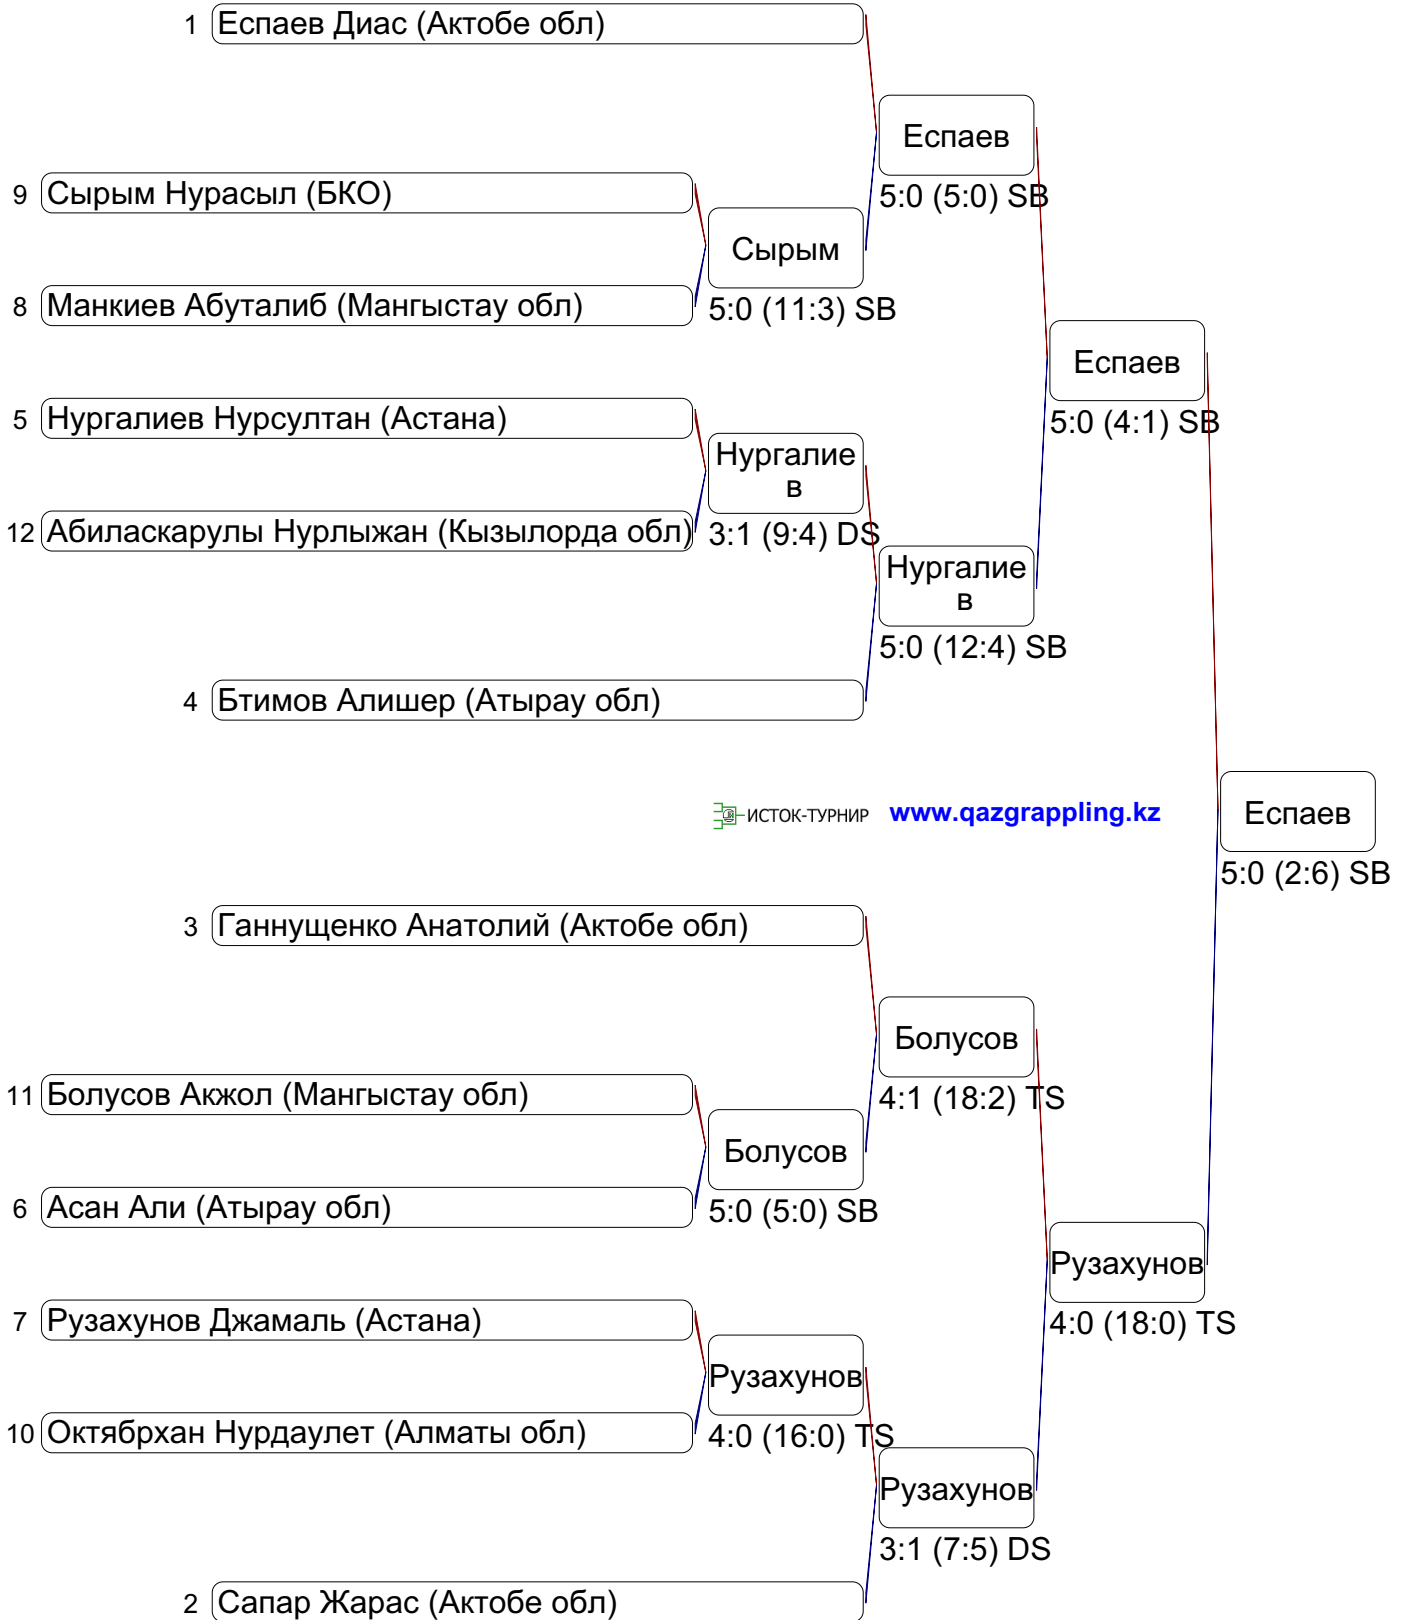 1 Еспаев Диас (Актобе обл)
Еспаев
5:0 (5:0) SB
9 Сырым Нурасыл (БКО)
Сырым
5:0 (11:3) SB
8 Манкиев Абуталиб (Мангыстау обл)
Еспаев
5:0 (4:1) SB
5 Нургалиев Нурсултан (Астана)
Нургалие
в
3:1 (9:4) DS
12 Абиласкарулы Нурлыжан (Кызылорда обл)
Нургалие
в
5:0 (12:4) SB
4 Бтимов Алишер (Атырау обл)
ИСТОК-ТУРНИР www.qazgrappling.kz
Еспаев
5:0 (2:6) SB
3 Ганнущенко Анатолий (Актобе обл)
Болусов
4:1 (18:2) TS
11 Болусов Акжол (Мангыстау обл)
Болусов
5:0 (5:0) SB
6 Асан Али (Атырау обл)
Рузахунов
4:0 (18:0) TS
7 Рузахунов Джамаль (Астана)
Рузахунов
4:0 (16:0) TS
10 Октябрхан Нурдаулет (Алматы обл)
Рузахунов
3:1 (7:5) DS
2 Сапар Жарас (Актобе обл)